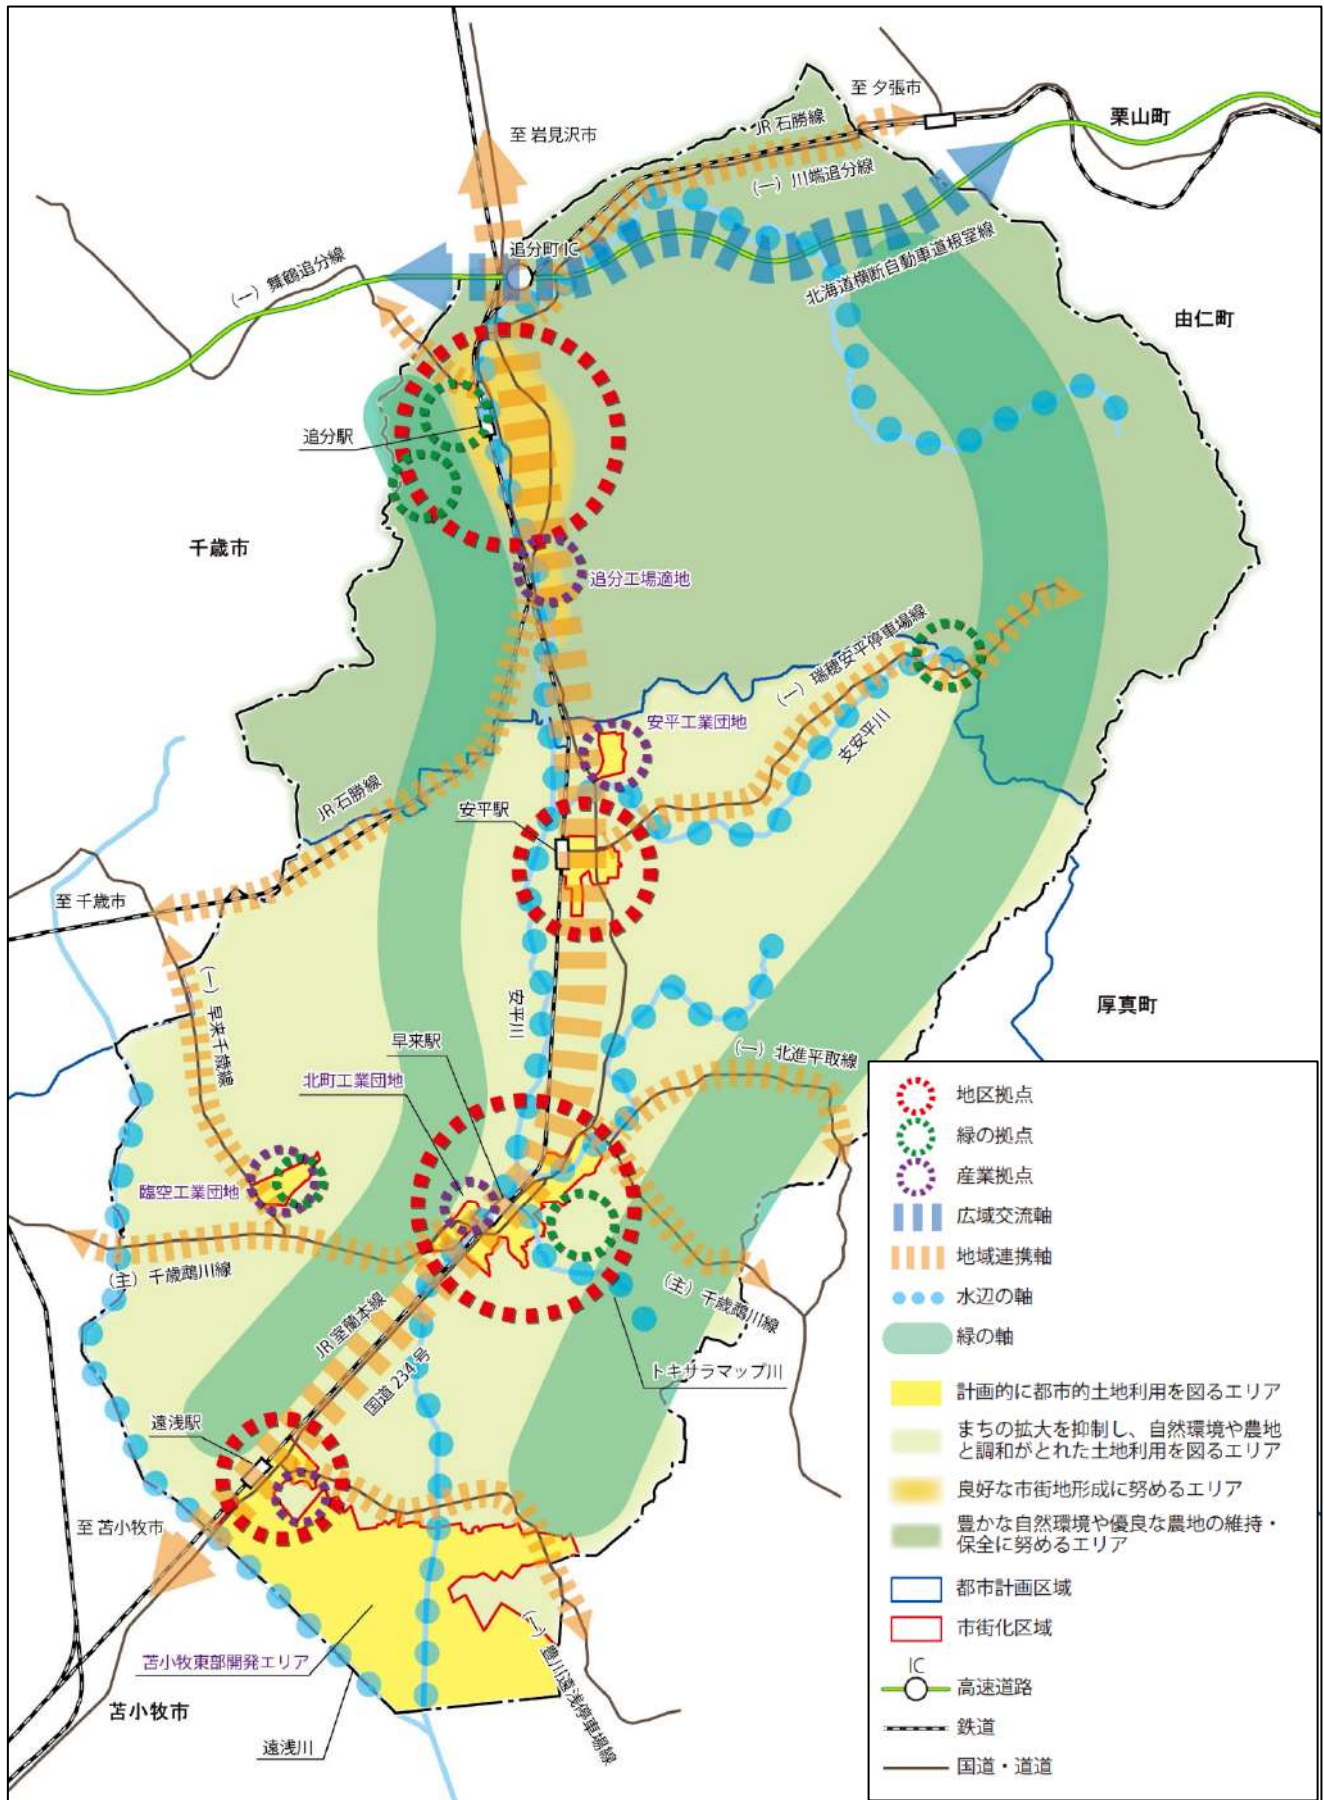 至 夕張市
栗山町
JR 石勝線
至 岩見沢市
(一) 川端追分線
追分町 IC
(一) 舞鶴追分線
北海道横断自動車道根室線
由仁町
追分駅
千歳市
追分工場適地
(一) 瑞穂安平停車場線
安平工業団地
支安平川
JR 石勝線
安平駅
至 千歳市
(一) 早来千歳線
安平川
厚真町
早来駅
(一) 北進平取線
北町工業団地
臨空工業団地
(主) 千歳鵡川線
(主) 千歳鵡川線
JR 室蘭本線
国道 234 号
トキサラマップ川
遠浅駅
至 苫小牧市
(一) 豊川遠浅停車場線
苫小牧東部開発エリア
苫小牧市
遠浅川
地区拠点
緑の拠点
産業拠点
広域交流軸
地域連携軸
水辺の軸
緑の軸
計画的に都市的土地利用を図るエリア
まちの拡大を抑制し、自然環境や農地
と調和がとれた土地利用を図るエリア
良好な市街地形成に努めるエリア
豊かな自然環境や優良な農地の維持・
保全に努めるエリア
都市計画区域
市街化区域
IC
高速道路
鉄道
国道・道道